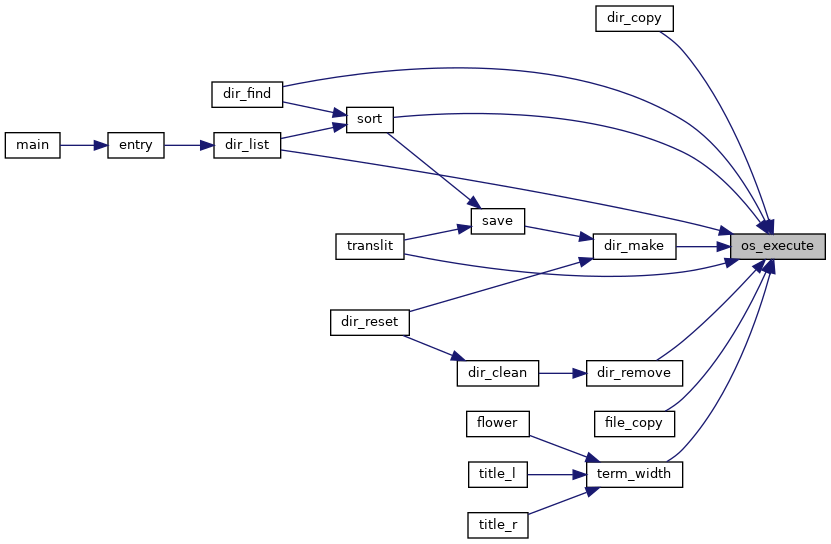 dir_copy
dir_find
sort
main
entry
dir_list
save
translit
dir_make
os_execute
dir_reset
dir_clean
dir_remove
flower
file_copy
title_l
term_width
title_r